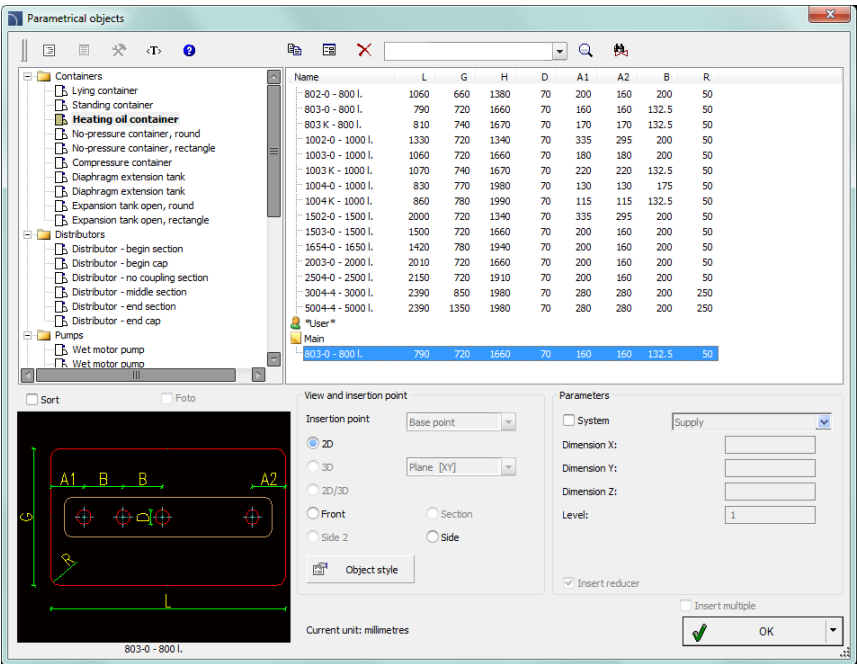 Parametrical objects
‹T›
?
Containers
Lying container
Standing container
Heating oil container
No-pressure container, round
No-pressure container, rectangle
Compressure container
Diaphragm extension tank
Diaphragm extension tank
Expansion tank open, round
Expansion tank open, rectangle
Distributors
Distributor - begin section
Distributor - begin cap
Distributor - no coupling section
Distributor - middle section
Distributor - end section
Distributor - end cap
Pumps
Wet motor pump
Wet motor pump
Name L G H D A1 A2 B R
802-0 - 800 l. 1060 660 1380 70 200 160 200 50
803-0 - 800 l. 790 720 1660 70 160 160 132.5 50
803 K - 800 l. 810 740 1670 70 170 170 132.5 50
1002-0 - 1000 l. 1330 720 1340 70 335 295 200 50
1003-0 - 1000 l. 1060 720 1660 70 180 180 200 50
1003 K - 1000 l. 1070 740 1670 70 220 220 132.5 50
1004-0 - 1000 l. 830 770 1980 70 130 130 175 50
1004 K - 1000 l. 860 780 1990 70 115 115 132.5 50
1502-0 - 1500 l. 2000 720 1340 70 335 295 200 50
1503-0 - 1500 l. 1500 720 1660 70 200 160 200 50
1654-0 - 1650 l. 1420 780 1940 70 200 160 200 50
2003-0 - 2000 l. 2010 720 1660 70 200 160 200 50
2504-0 - 2500 l. 2150 720 1910 70 200 160 200 50
3004-4 - 3000 l. 2390 850 1980 70 280 280 200 250
5004-4 - 5000 l. 2390 1350 1980 70 280 280 200 250
*User*
Main
803-0 - 800 l. 790 720 1660 70 160 160 132.5 50
Sort
Foto
A1 B B A2
G
D
R
L
803-0 - 800 l.
View and insertion point
Insertion point Base point
2D
3D Plane [XY]
2D/3D
Front Section
Side 2 Side
Object style
Current unit: millimetres
Parameters
System Supply
Dimension X:
Dimension Y:
Dimension Z:
Level: 1
Insert reducer
Insert multiple
OK